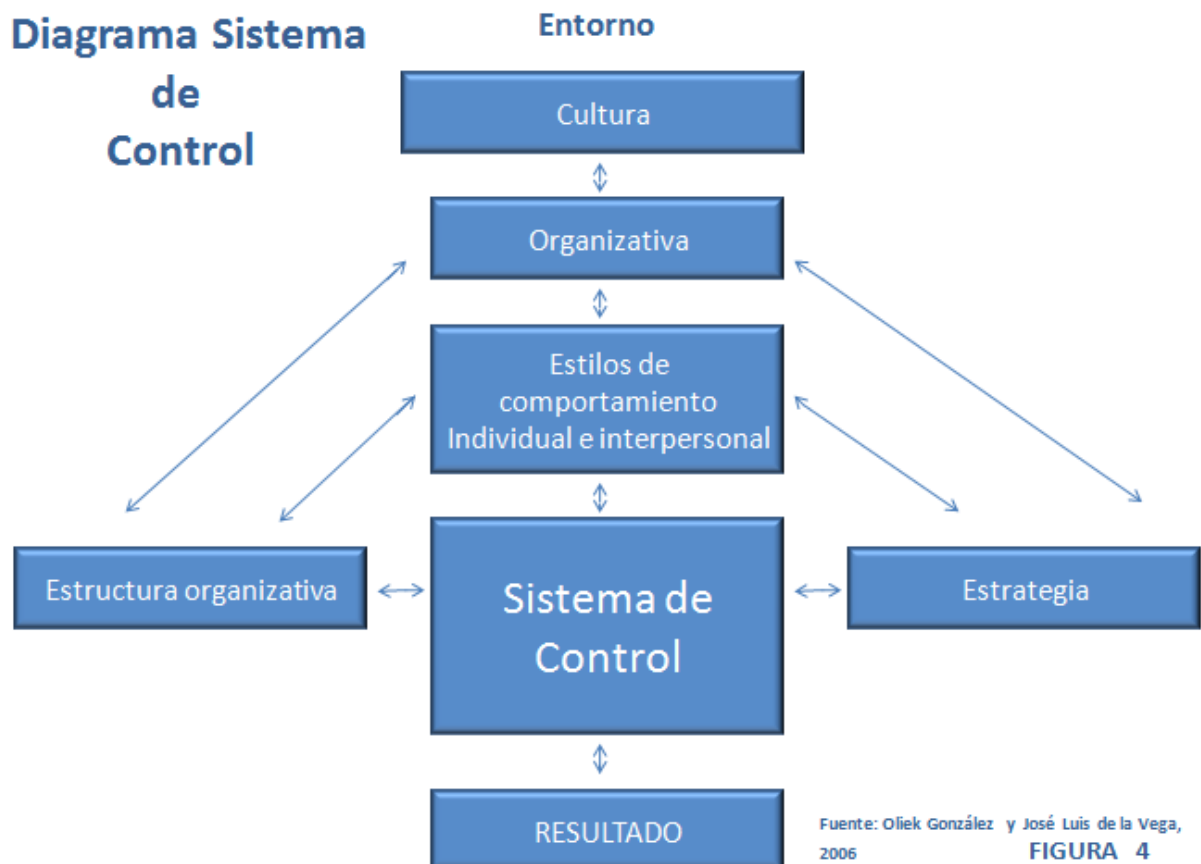 Diagrama Sistema
de
Control
Entorno
Cultura
Organizativa
Estilos de
comportamiento
Individual e interpersonal
Estructura organizativa
Sistema de
Control
Estrategia
RESULTADO
Fuente: Oliek González y José Luis de la Vega,
2006 FIGURA 4